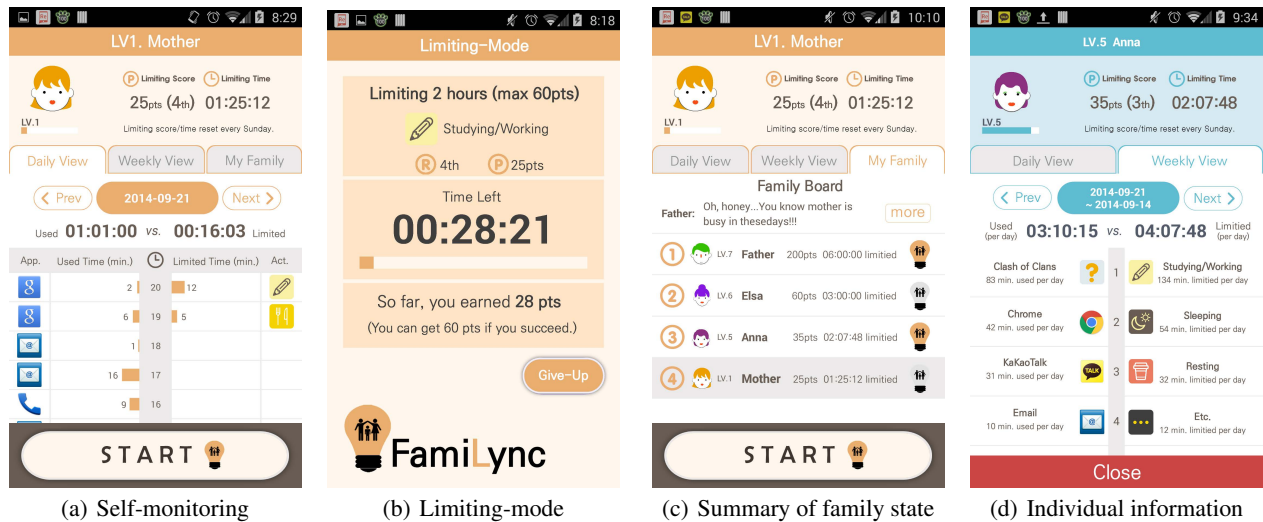 8:29
LV1. Mother
P Limiting Score Limiting Time
25pts (4th) 01:25:12
LV.1
Limiting score/time reset every Sunday.
Daily View Weekly View My Family
< Prev 2014-09-21 Next >
Used 01:01:00 vs. 00:16:03 Limited
App. Used Time (min.) Limited Time (min.) Act.
8 2 20 12
8 6 19 5
@ 1 18
@ 16 17
9 16
START
(a) Self-monitoring
8:18
Limiting-Mode
Limiting 2 hours (max 60pts)
Studying/Working
R 4th P 25pts
Time Left
00:28:21
So far, you earned 28 pts
(You can get 60 pts if you succeed.)
Give-Up
FamiLync
(b) Limiting-mode
10:10
LV1. Mother
P Limiting Score Limiting Time
25pts (4th) 01:25:12
LV.1
Limiting score/time reset every Sunday.
Daily View Weekly View My Family
Family Board
Father: Oh, honey...You know mother is
busy in thesedays!!! more
1 LV.7 Father 200pts 06:00:00 limitied
2 LV.6 Elsa 60pts 03:00:00 limitied
3 LV.5 Anna 35pts 02:07:48 limitied
4 LV.1 Mother 25pts 01:25:12 limitied
START
(c) Summary of family state
9:34
LV.5 Anna
P Limiting Score Limiting Time
35pts (3th) 02:07:48
LV.5
Limiting score/time reset every Sunday.
Daily View Weekly View
< Prev 2014-09-21
~ 2014-09-14 Next >
Used
(per day) 03:10:15 vs. 04:07:48 Limitied
(per day)
Clash of Clans ? 1 Studying/Working
83 min. used per day 134 min. limitied per day
Chrome 2 Sleeping
42 min. used per day 54 min. limitied per day
KaKaoTalk TALK 3 Resting
31 min. used per day 32 min. limitied per day
Email @ 4 Etc.
10 min. used per day 12 min. limitied per day
Close
(d) Individual information